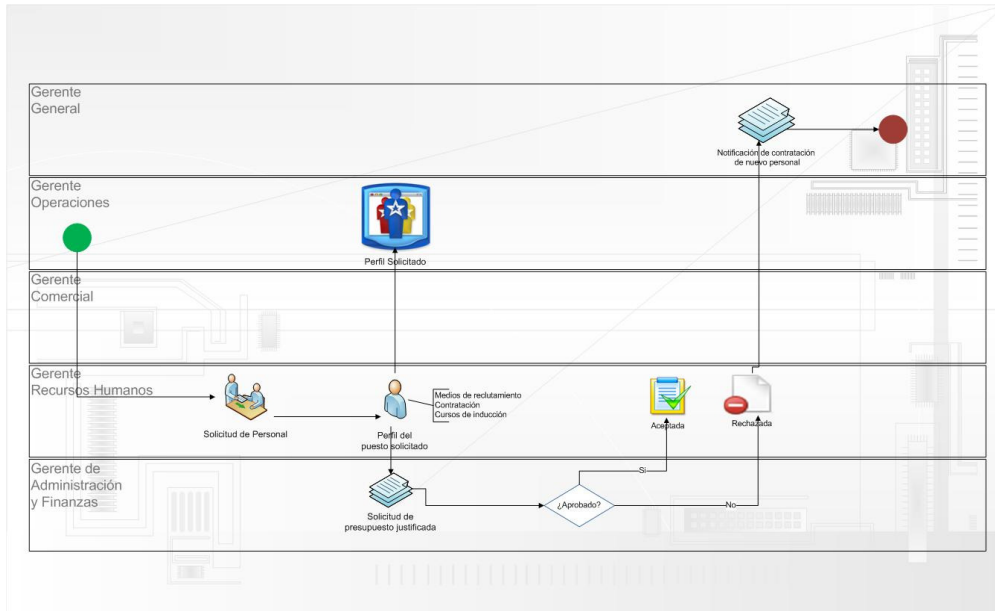 Gerente
General
Notificación de contratación
de nuevo personal
Gerente
Operaciones
Perfil Solicitado
Gerente
Comercial
Gerente
Recursos Humanos
Solicitud de Personal
Perfil del
puesto solicitado
Medios de reclutamiento
Contratación
Cursos de inducción
Aceptada
Rechazada
Gerente de
Administración
y Finanzas
Solicitud de
presupuesto justificada
¿Aprobado?
Si
No